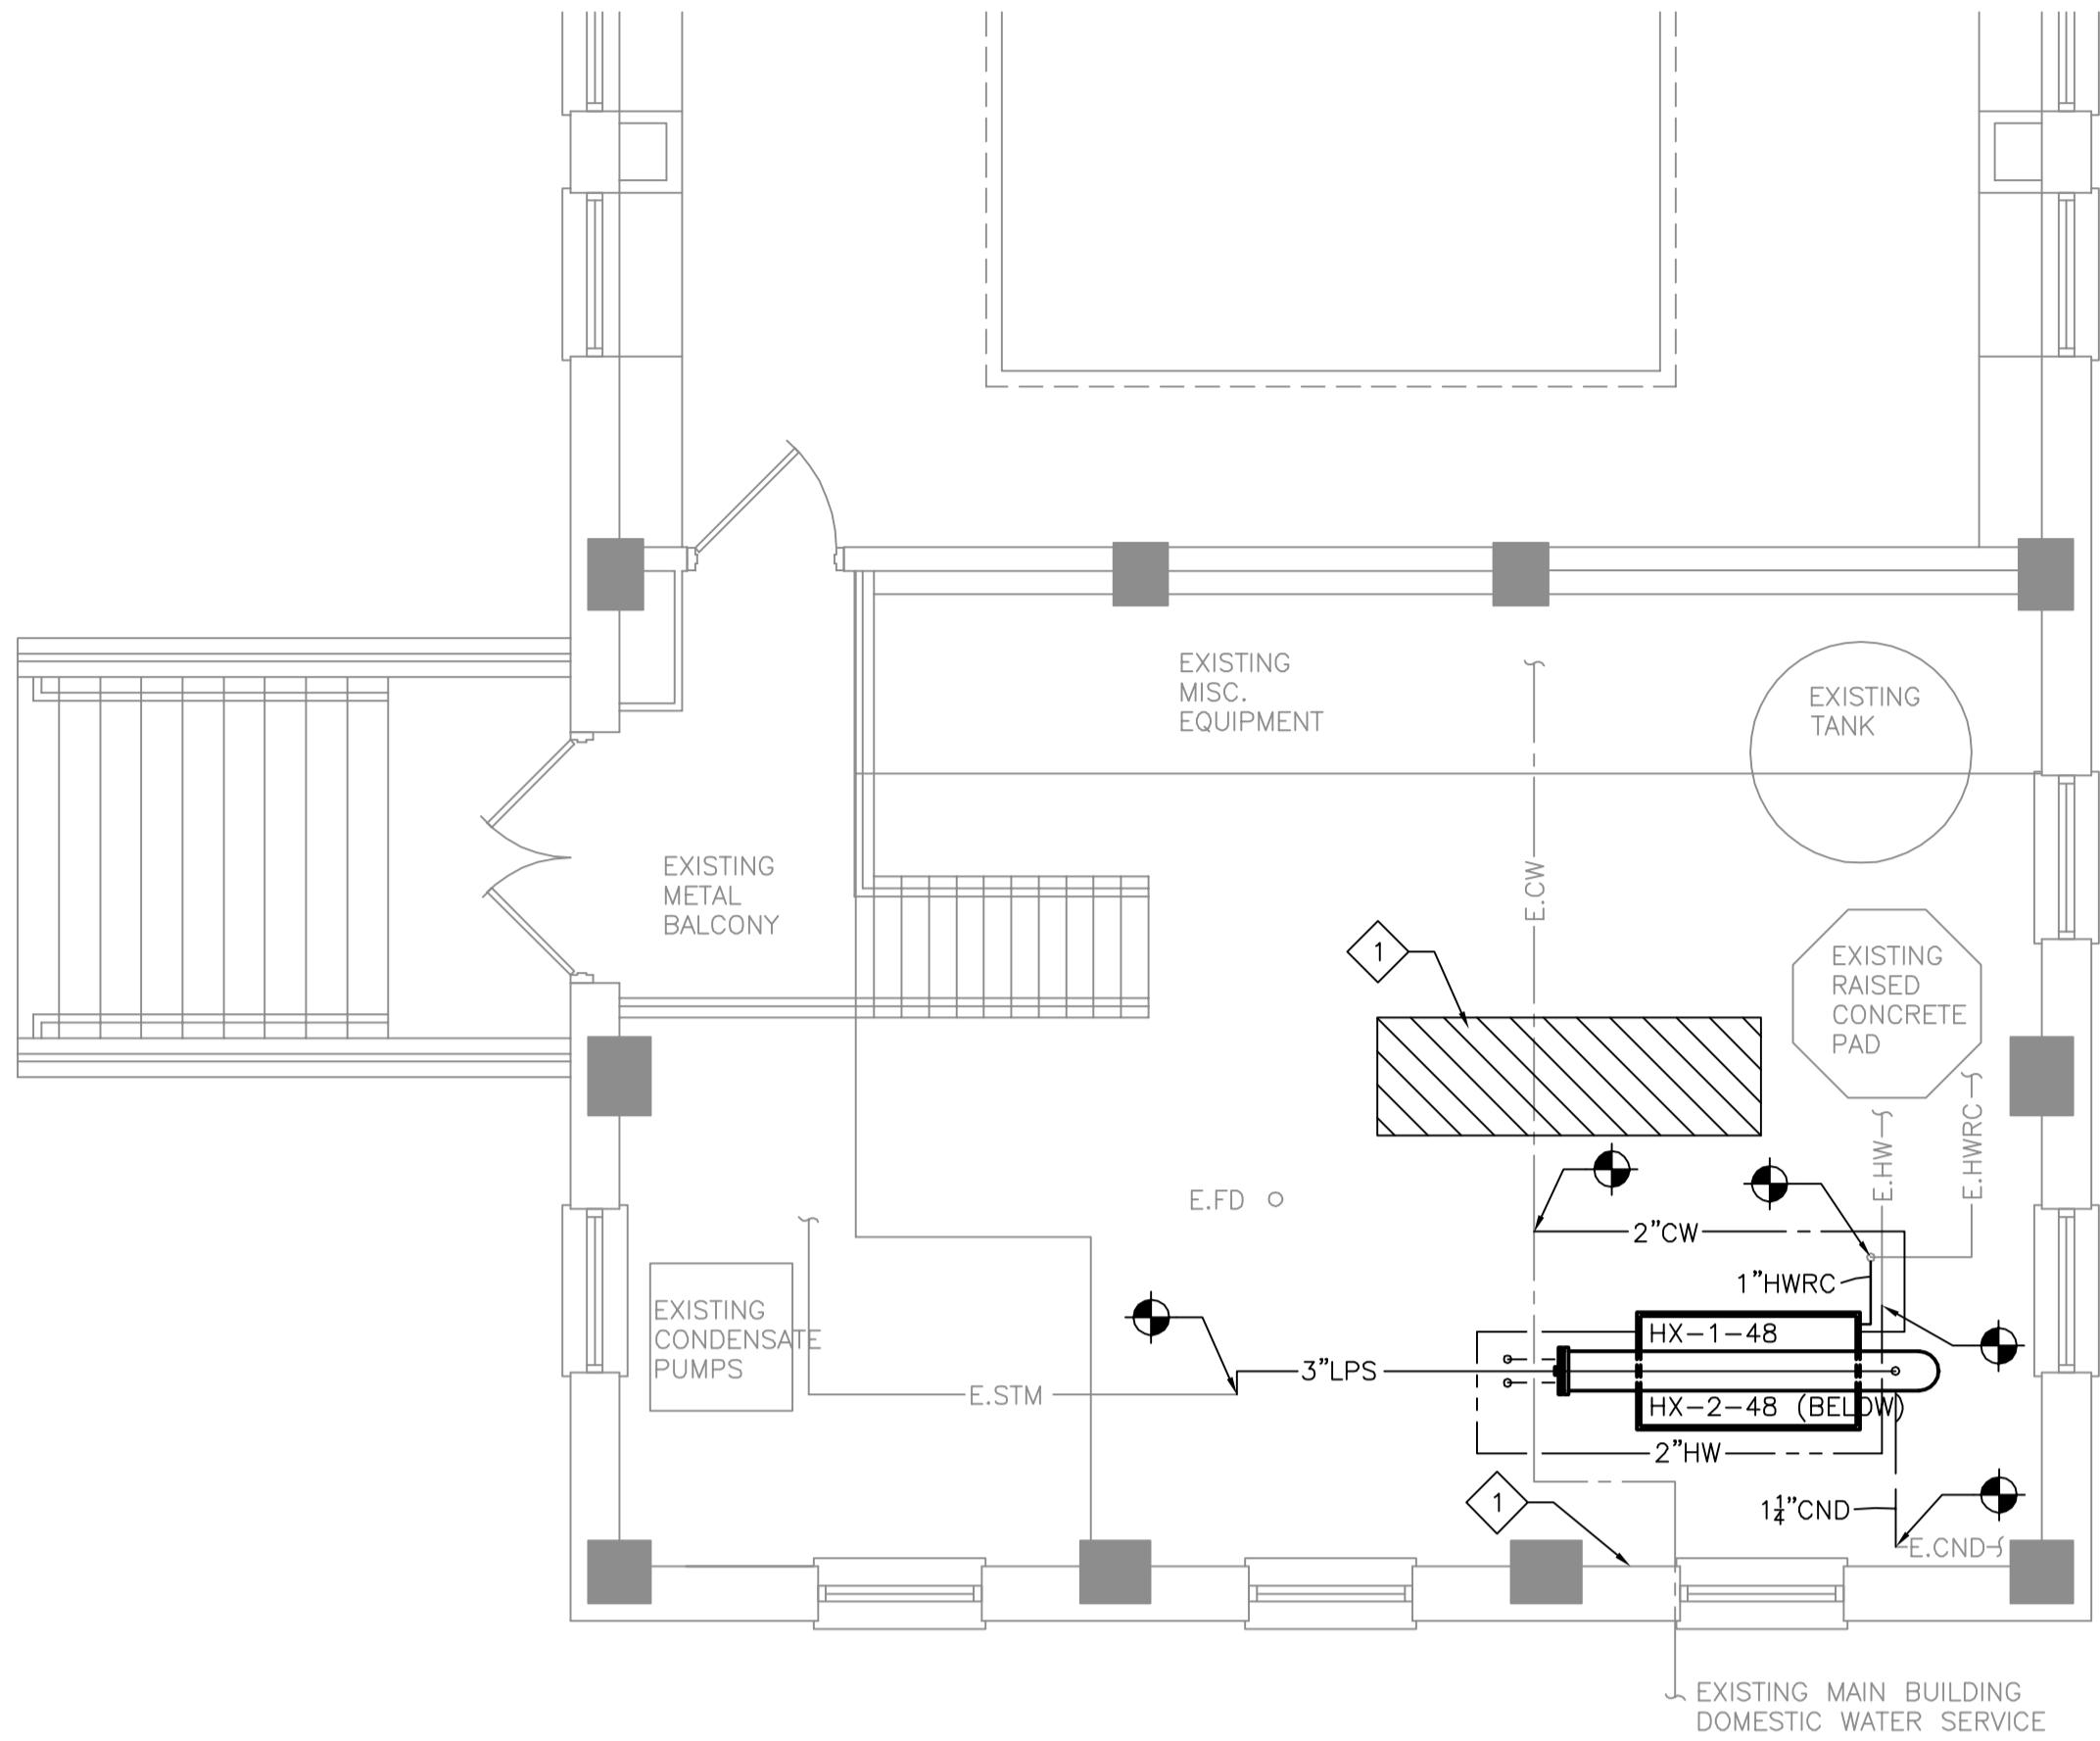 EXISTING
MISC.
EQUIPMENT
EXISTING
TANK
EXISTING
METAL
BALCONY
E.CW
1
EXISTING
RAISED
CONCRETE
PAD
E.HW
E.HWRC
E.FD
2"CW
1"HWRC
EXISTING
CONDENSATE
PUMPS
E.STM
3"LPS
HX-1-48
HX-2-48 (BELOW)
2"HW
1
1¼"CND
E.CND
EXISTING MAIN BUILDING
DOMESTIC WATER SERVICE